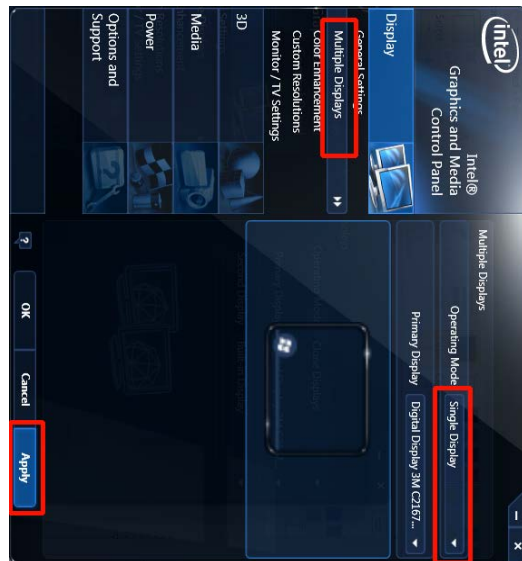 intel
Intel®
Graphics and Media
Control Panel
Display
General Settings
Multiple Displays
Color Enhancement
Custom Resolutions
Monitor / TV Settings
3D
Media
Power
Options and
Support
Multiple Displays
Operating Mode
Single Display
Primary Display
Digital Display 3M C2167...
?
OK
Cancel
Apply